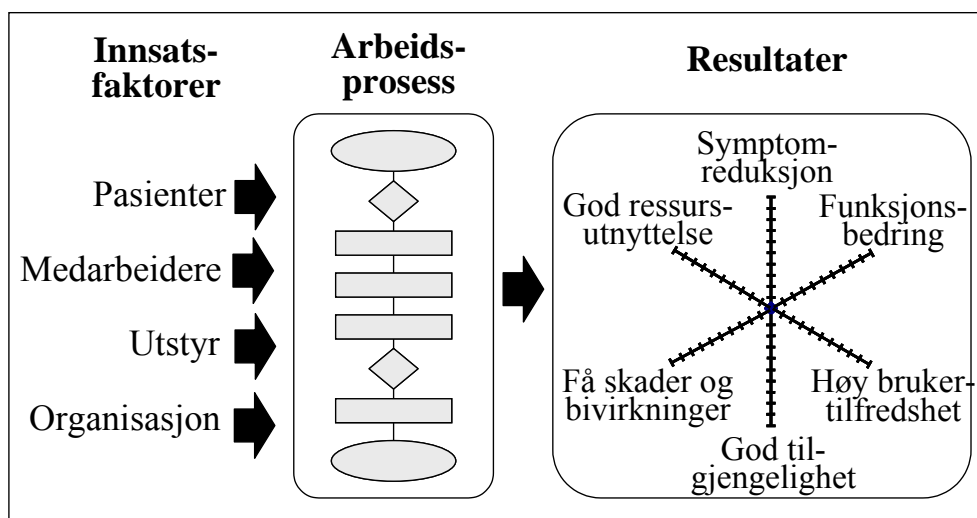 Innsats-
faktorer
Pasienter
Medarbeidere
Utstyr
Organisasjon
Arbeids-
prosess
Resultater
Symptom-
reduksjon
God ressurs-
utnyttelse
Funksjons-
bedring
Få skader og
bivirkninger
Høy bruker-
tilfredshet
God til-
gjengelighet